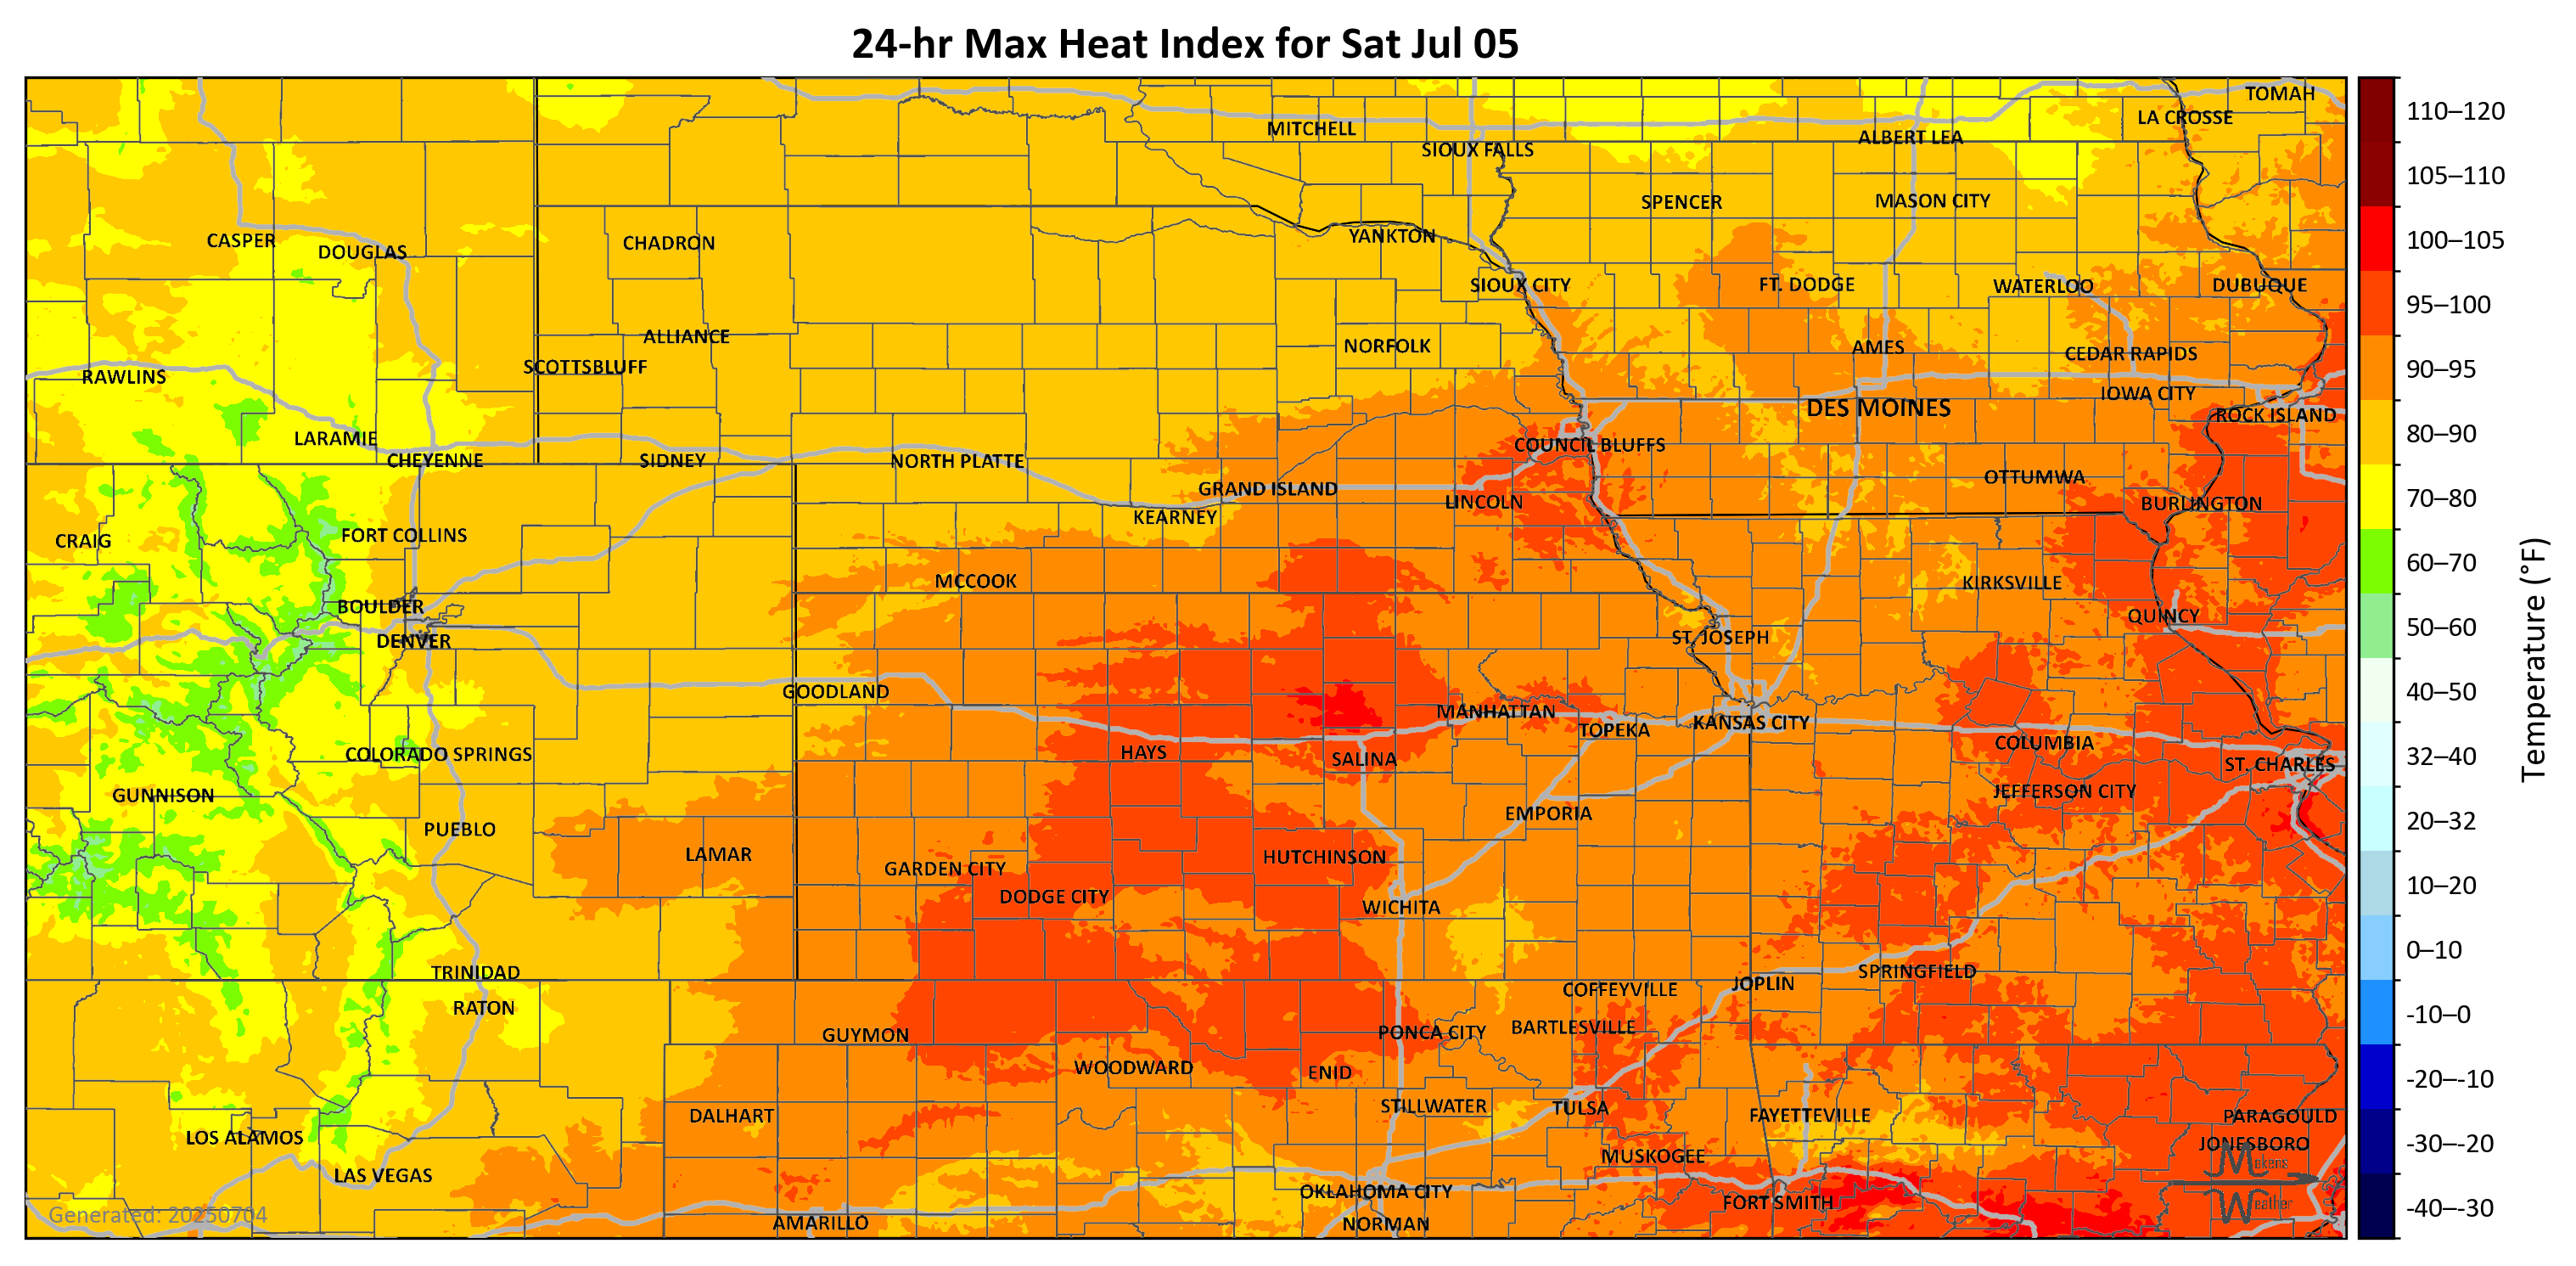 24-hr Max Heat Index for Sat Jul 05
TOMAH
LA CROSSE
MITCHELL
ALBERT LEA
SIOUX FALLS
SPENCER
MASON CITY
CASPER
DOUGLAS
CHADRON
YANKTON
SIOUX CITY
FT. DODGE
WATERLOO
DUBUQUE
ALLIANCE
NORFOLK
AMES
CEDAR RAPIDS
SCOTTSBLUFF
RAWLINS
IOWA CITY
DES MOINES
ROCK ISLAND
LARAMIE
COUNCIL BLUFFS
CHEYENNE
SIDNEY
NORTH PLATTE
OTTUMWA
GRAND ISLAND
LINCOLN
BURLINGTON
KEARNEY
CRAIG
FORT COLLINS
MCCOOK
KIRKSVILLE
BOULDER
QUINCY
DENVER
ST. JOSEPH
GOODLAND
MANHATTAN
TOPEKA
KANSAS CITY
COLUMBIA
COLORADO SPRINGS
HAYS
SALINA
ST. CHARLES
GUNNISON
JEFFERSON CITY
EMPORIA
PUEBLO
LAMAR
HUTCHINSON
GARDEN CITY
DODGE CITY
WICHITA
TRINIDAD
SPRINGFIELD
JOPLIN
COFFEYVILLE
RATON
GUYMON
PONCA CITY
BARTLESVILLE
WOODWARD
ENID
STILLWATER
TULSA
DALHART
FAYETTEVILLE
PARAGOULD
LOS ALAMOS
JONESBORO
MUSKOGEE
LAS VEGAS
OKLAHOMA CITY
FORT SMITH
AMARILLO
NORMAN
Generated: 20250704
Makens
Weather
110–120
105–110
100–105
95–100
90–95
80–90
70–80
60–70
50–60
40–50
32–40
20–32
10–20
0–10
-10–0
-20–-10
-30–-20
-40–-30
Temperature (°F)